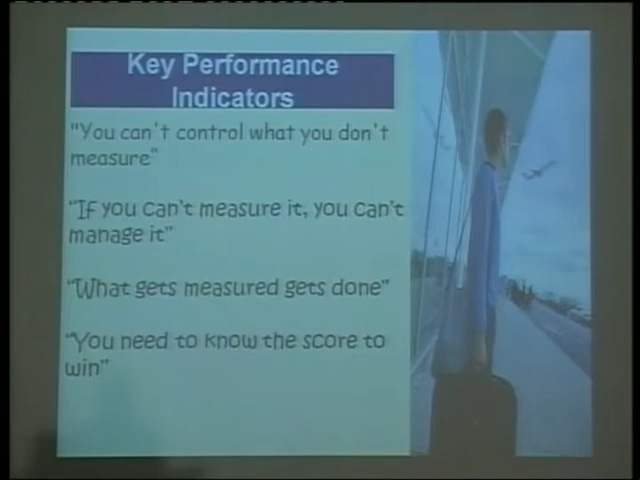 Key Performance
Indicators
"You can't control what you don't
measure"
"If you can't measure it, you can't
manage it"
"What gets measured gets done"
"You need to know the score to
win"